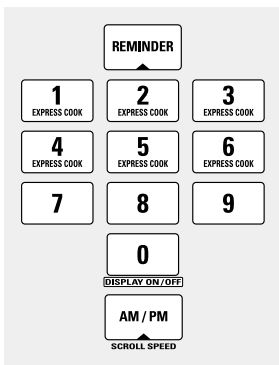 REMINDER
1 2 3
EXPRESS COOK EXPRESS COOK EXPRESS COOK
4 5 6
EXPRESS COOK EXPRESS COOK EXPRESS COOK
7 8 9
0
DISPLAY ON/OFF
AM / PM
SCROLL SPEED